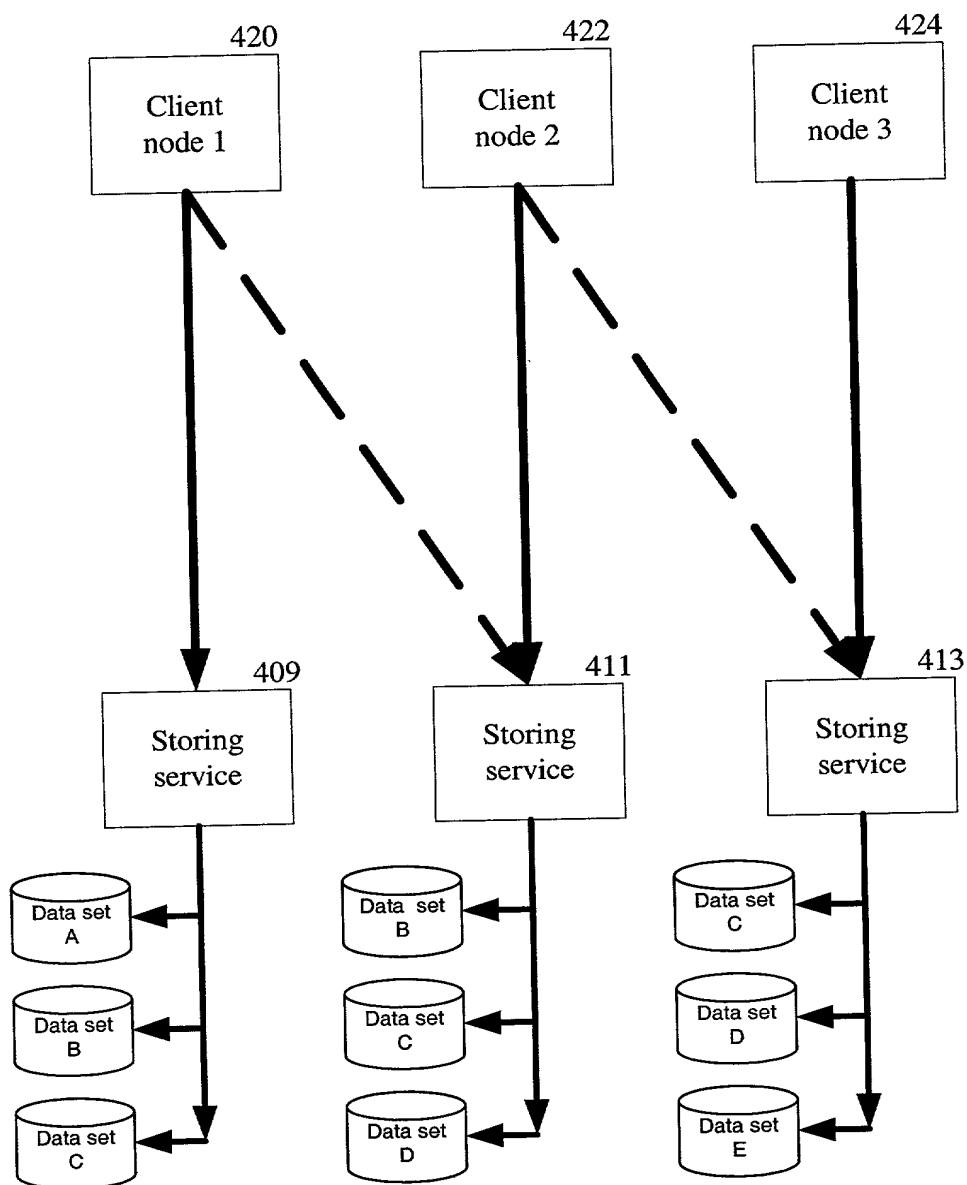 420
422
424
Client
node 1
Client
node 2
Client
node 3
409
411
413
Storing
service
Storing
service
Storing
service
Data set
A
Data set
B
Data set
C
Data set
B
Data set
C
Data set
D
Data set
C
Data set
D
Data set
E